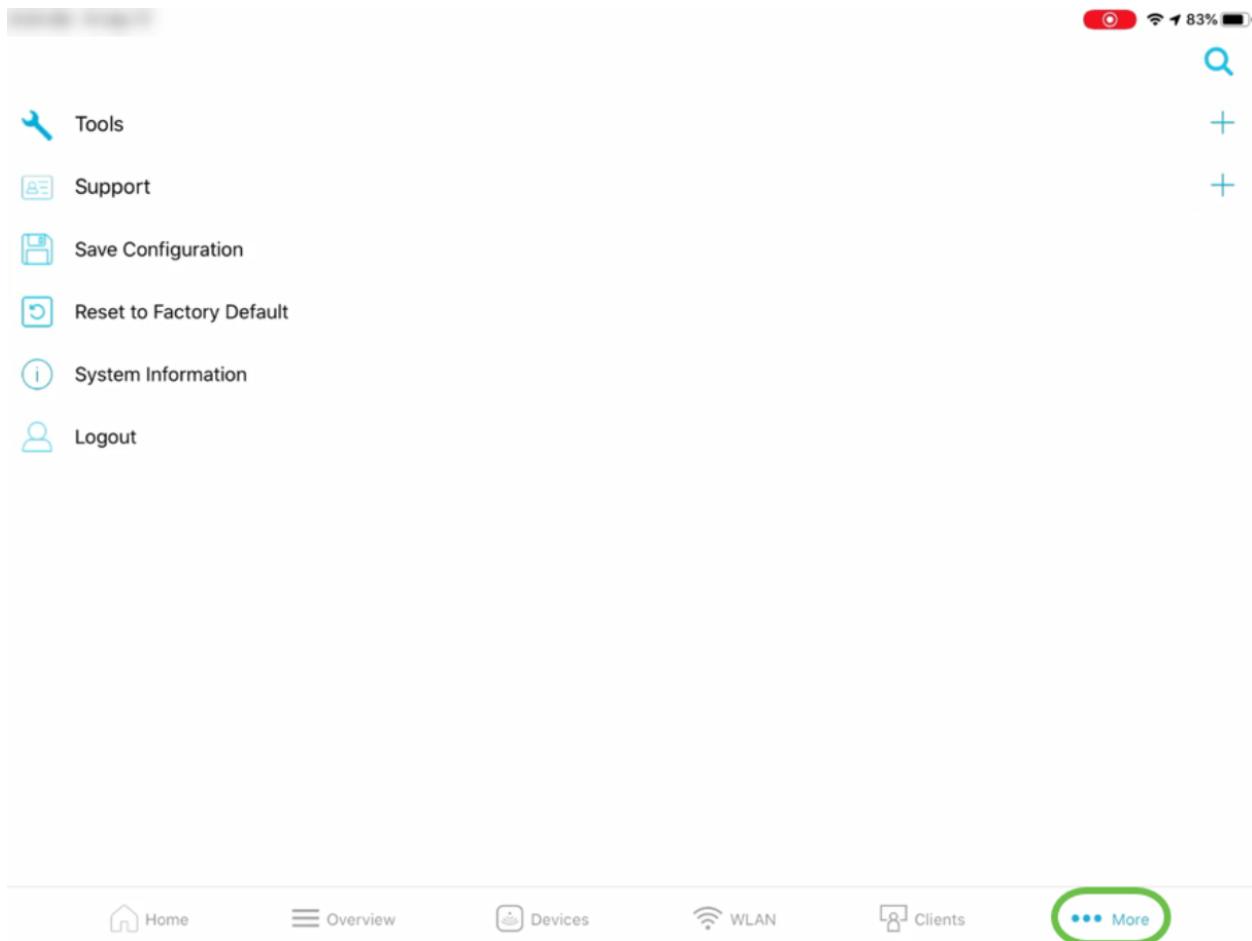 83%
Tools
Support
Save Configuration
Reset to Factory Default
System Information
Logout
Home Overview Devices WLAN Clients More